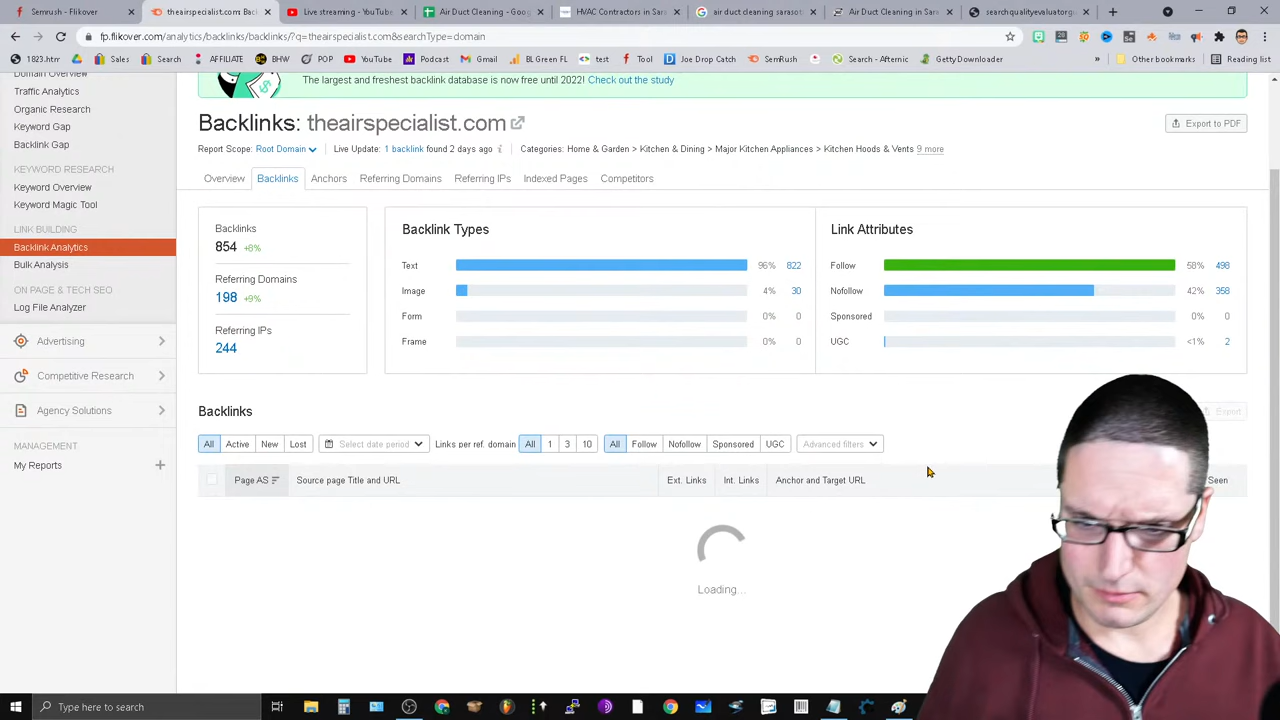 Semrush - Flikover
theairspecialist.com: Bac
Live streaming - YouTube
Air Duct Cleaning - Goog
HVAC Contractors in Sara
air duct cleaning sarasot
Air Duct Cleaning in Sara
searchqualityevaluatorgu
fp.flikover.com/analytics/backlinks/backlinks/?q=theairspecialist.com&searchType=domain
1823.htm
Sales
Search
AFFILIATE
BHW
POP
YouTube
Podcast
Gmail
BL Green FL
test
Tool
Joe Drop Catch
SemRush
Search - Afternic
GettyDownloader
Other bookmarks
Reading list
Domain Overview
Traffic Analytics
Organic Research
Keyword Gap
Backlink Gap
KEYWORD RESEARCH
Keyword Overview
Keyword Magic Tool
LINK BUILDING
Backlink Analytics
Bulk Analysis
ON PAGE & TECH SEO
Log File Analyzer
Advertising
Competitive Research
Agency Solutions
MANAGEMENT
My Reports
The largest and freshest backlink database is now free until 2022! Check out the study
Backlinks: theairspecialist.com
Export to PDF
Report Scope: Root Domain
Live Update: 1 backlink found 2 days ago
Categories: Home & Garden > Kitchen & Dining > Major Kitchen Appliances > Kitchen Hoods & Vents 9 more
Overview
Backlinks
Anchors
Referring Domains
Referring IPs
Indexed Pages
Competitors
Backlinks
854 +8%
Referring Domains
198 +9%
Referring IPs
244
Backlink Types
Text 96% 822
Image 4% 30
Form 0% 0
Frame 0% 0
Link Attributes
Follow 58% 498
Nofollow 42% 358
Sponsored 0% 0
UGC <1% 2
Backlinks
Export
All Active New Lost
Select date period
Links per ref. domain
All 1 3 10
All Follow Nofollow Sponsored UGC
Advanced filters
Page AS
Source page Title and URL
Ext. Links
Int. Links
Anchor and Target URL
Seen
Loading...
Type here to search